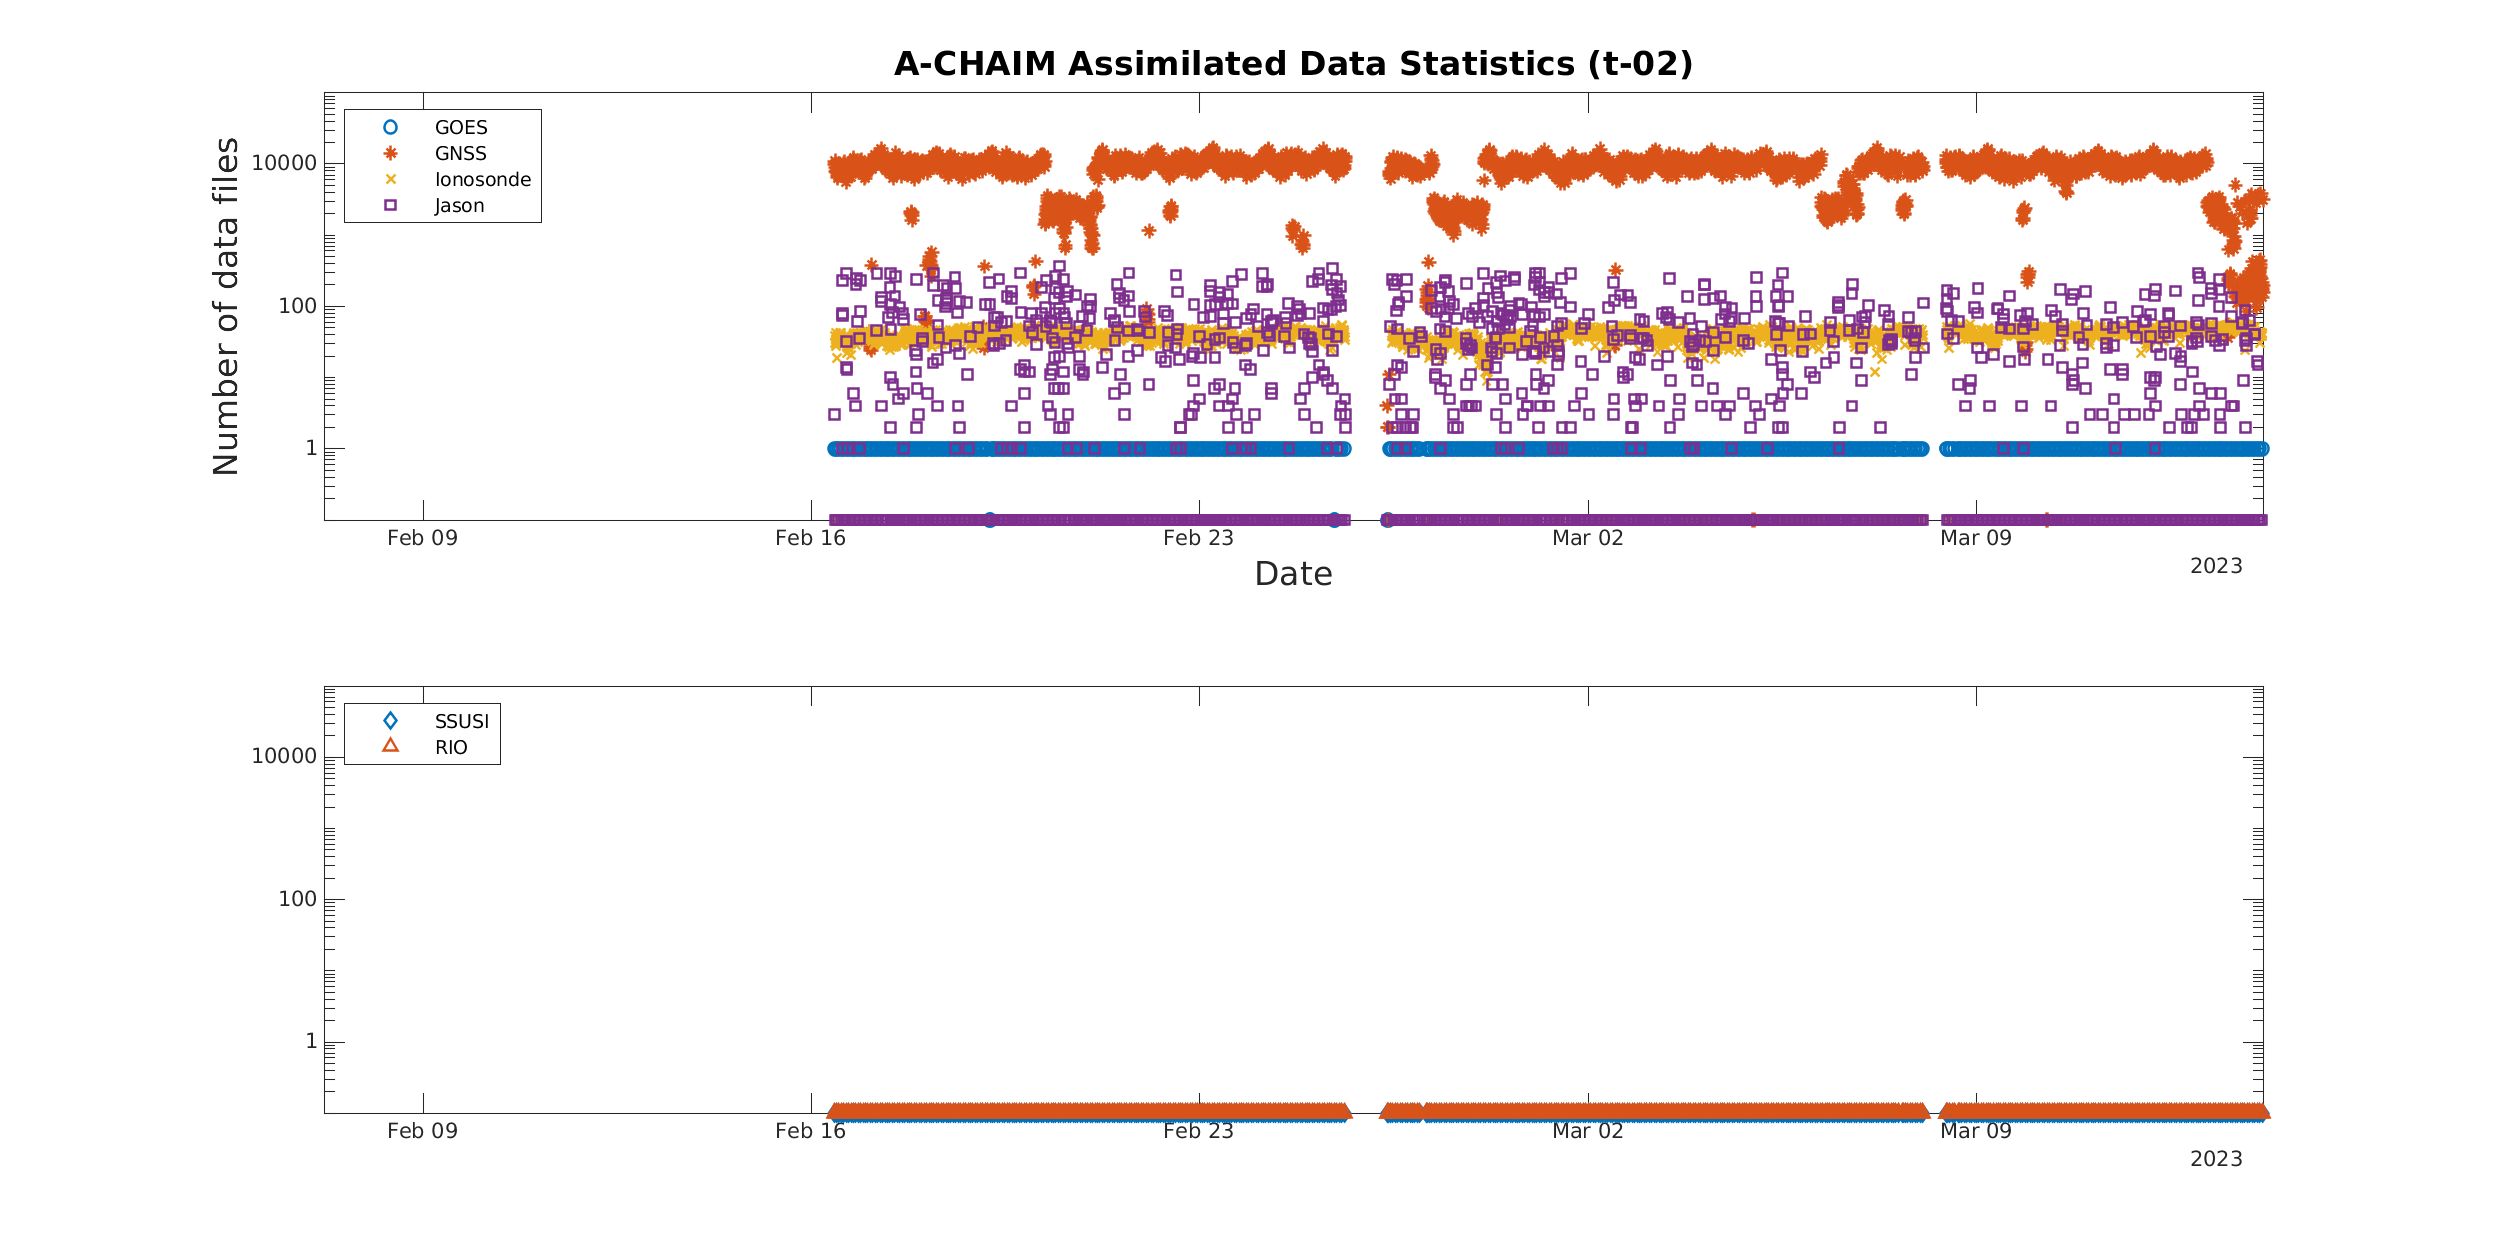 A-CHAIM Assimilated Data Statistics (t-02)
Number of data files
10000
100
1
GOES
GNSS
Ionosonde
Jason
Feb 09
Feb 16
Feb 23
Mar 02
Mar 09
2023
Date
10000
100
1
SSUSI
RIO
Feb 09
Feb 16
Feb 23
Mar 02
Mar 09
2023